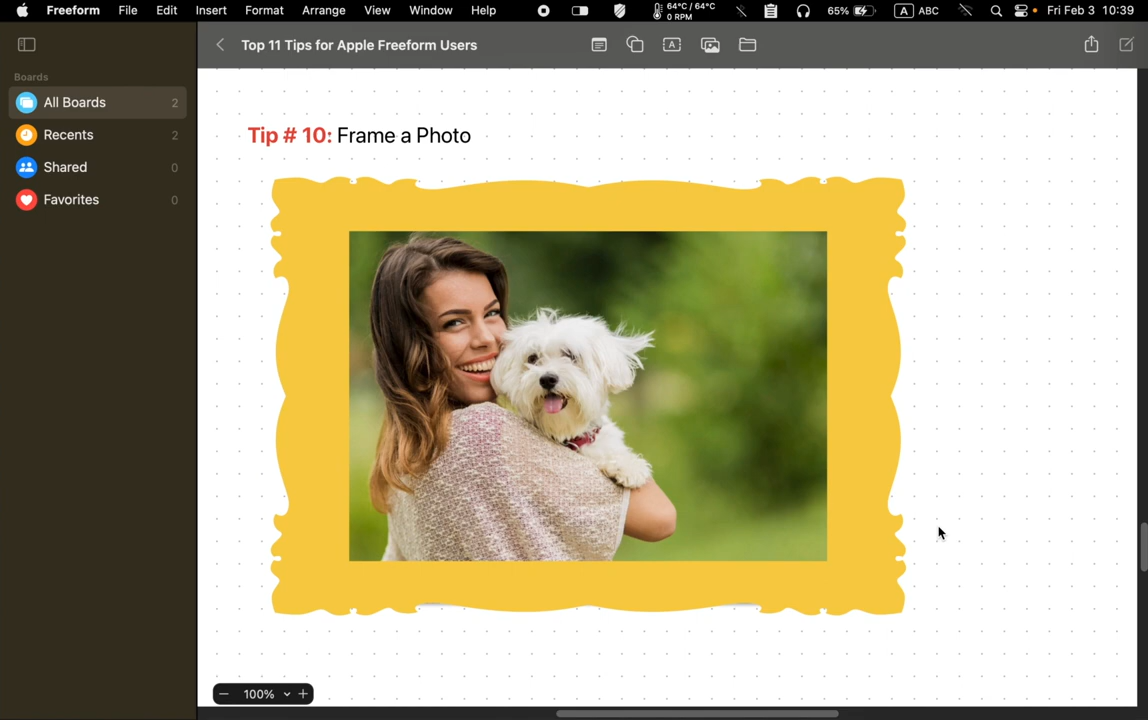 Freeform File Edit Insert Format Arrange View Window Help 64°C / 64°C 0 RPM 65% A ABC Fri Feb 3 10:39
Top 11 Tips for Apple Freeform Users A
Boards
All Boards 2
Recents 2
Shared 0
Favorites 0
Tip # 10: Frame a Photo
100%